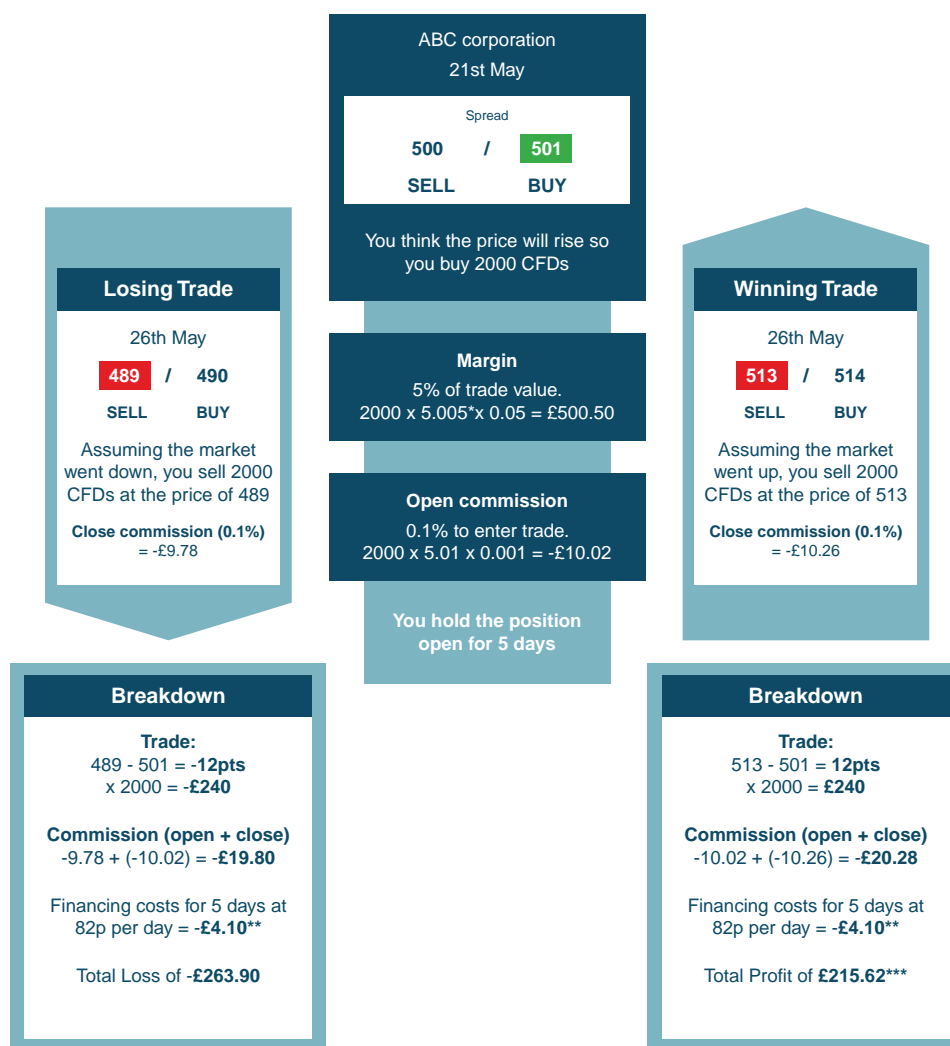 ABC corporation
21st May
Spread
500 / 501
SELL BUY
You think the price will rise so
you buy 2000 CFDs
Margin
5% of trade value.
2000 x 5.005*x 0.05 = £500.50
Open commission
0.1% to enter trade.
2000 x 5.01 x 0.001 = -£10.02
You hold the position
open for 5 days
Losing Trade
26th May
489 / 490
SELL BUY
Assuming the market
went down, you sell 2000
CFDs at the price of 489
Close commission (0.1%)
= -£9.78
Breakdown
Trade:
489 - 501 = -12pts
x 2000 = -£240
Commission (open + close)
-9.78 + (-10.02) = -£19.80
Financing costs for 5 days at
82p per day = -£4.10**
Total Loss of -£263.90
Winning Trade
26th May
513 / 514
SELL BUY
Assuming the market
went up, you sell 2000
CFDs at the price of 513
Close commission (0.1%)
= -£10.26
Breakdown
Trade:
513 - 501 = 12pts
x 2000 = £240
Commission (open + close)
-10.02 + (-10.26) = -£20.28
Financing costs for 5 days at
82p per day = -£4.10**
Total Profit of £215.62***